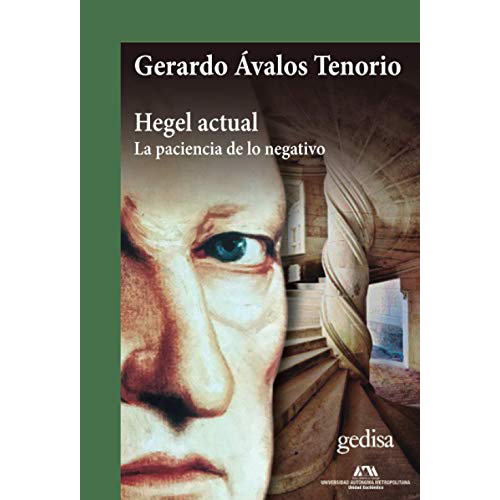 Gerardo Ávalos Tenorio
Hegel actual
La paciencia de lo negativo
gedisa
UNIVERSIDAD AUTÓNOMA METROPOLITANA